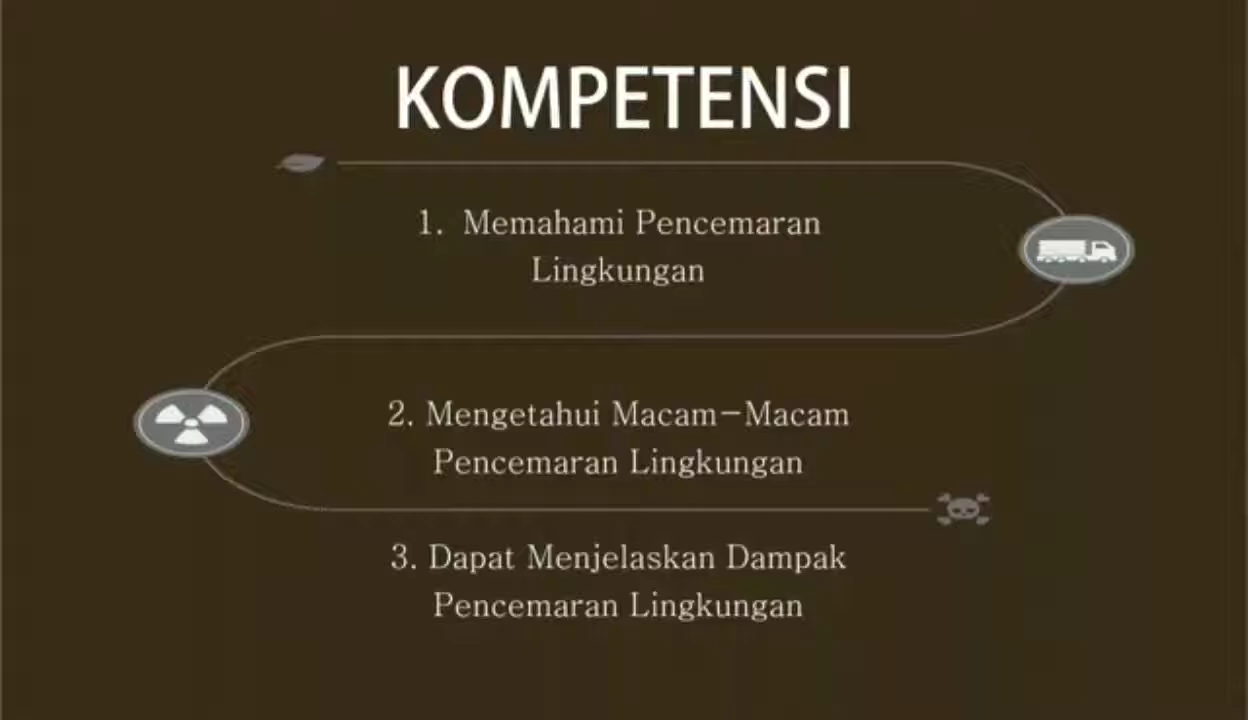 KOMPETENSI
1. Memahami Pencemaran
Lingkungan
2. Mengetahui Macam-Macam
Pencemaran Lingkungan
3. Dapat Menjelaskan Dampak
Pencemaran Lingkungan